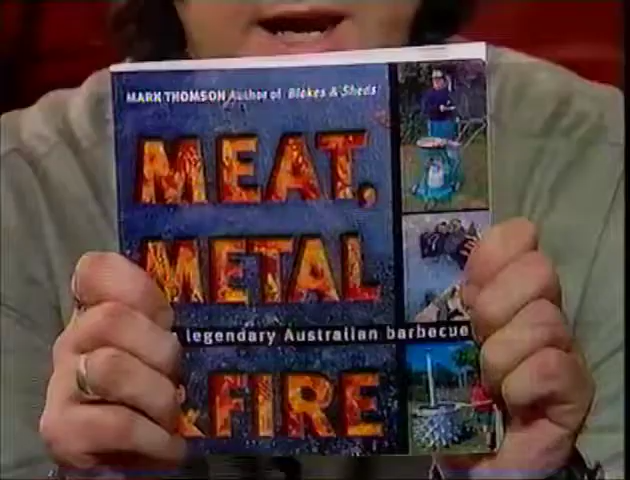 MARK THOMSON Author of Blokes & Sheds
MEAT,
METAL
legendary Australian barbecue
& FIRE